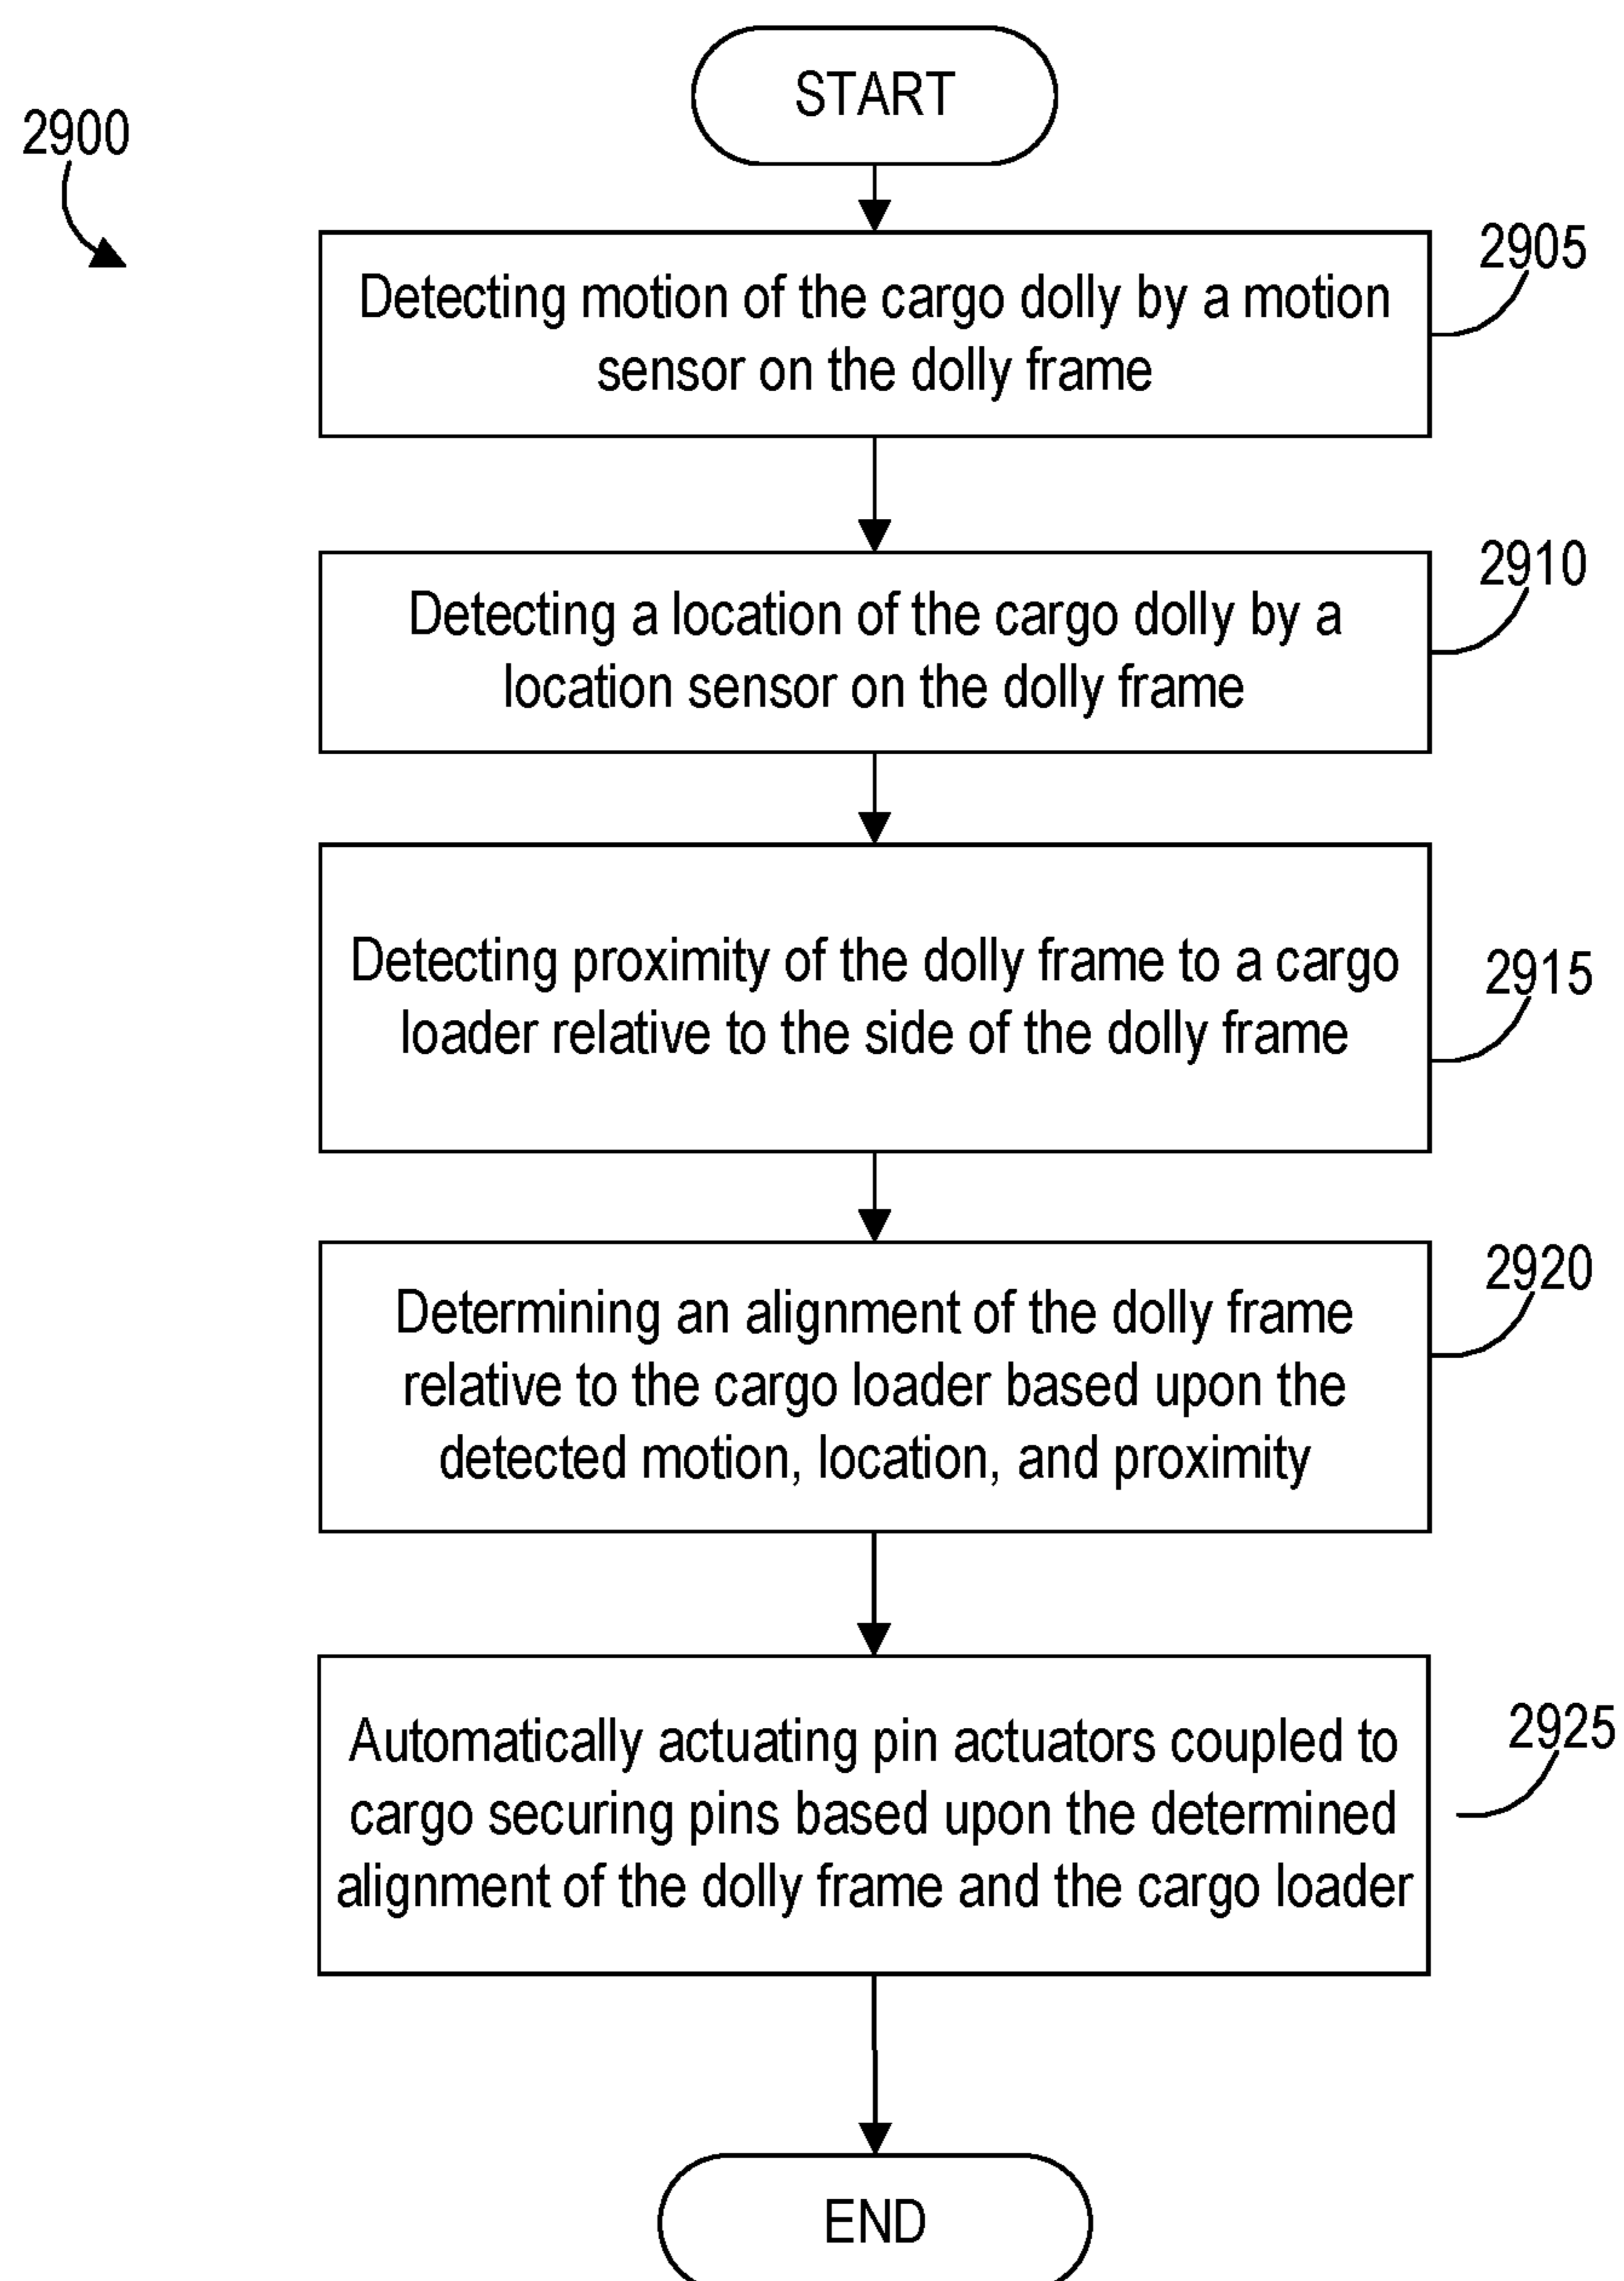 START
2900
2905
Detecting motion of the cargo dolly by a motion
sensor on the dolly frame
2910
Detecting a location of the cargo dolly by a
location sensor on the dolly frame
2915
Detecting proximity of the dolly frame to a cargo
loader relative to the side of the dolly frame
2920
Determining an alignment of the dolly frame
relative to the cargo loader based upon the
detected motion, location, and proximity
2925
Automatically actuating pin actuators coupled to
cargo securing pins based upon the determined
alignment of the dolly frame and the cargo loader
END